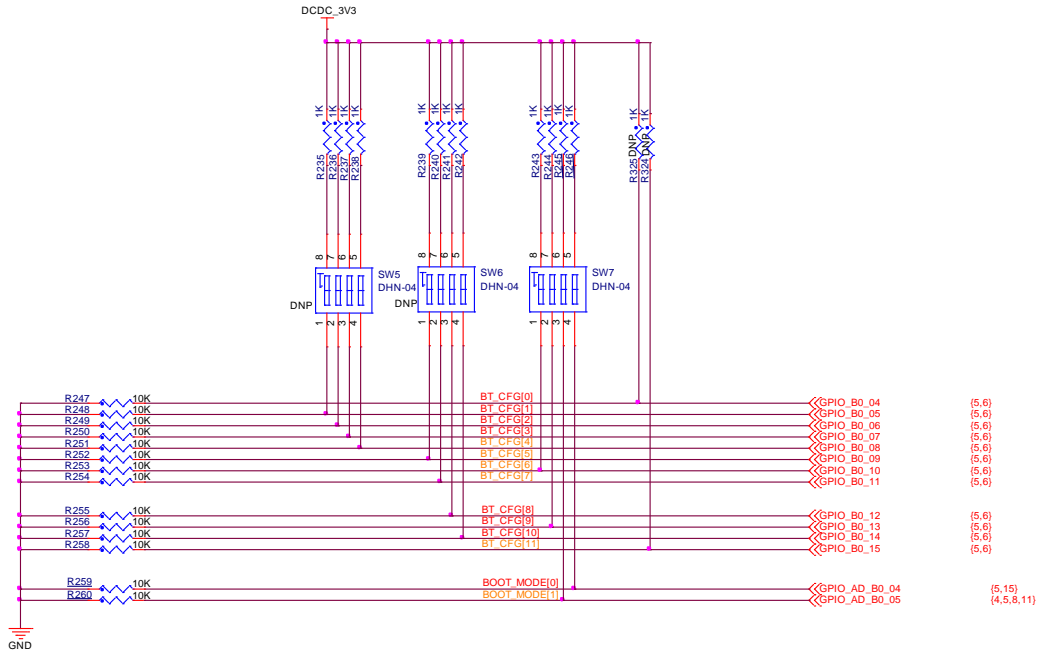 DCDC_3V3
1K 1K 1K 1K 1K 1K 1K 1K 1K 1K 1K 1K 1K 1K
DNP DNP
R235 R236 R237 R238 R239 R240 R241 R242 R243 R244 R245 R246 R325 R324
8 7 6 5 8 7 6 5 8 7 6 5
SW5 SW6 SW7
DHN-04 DHN-04 DHN-04
DNP DNP
1 2 3 4 1 2 3 4 1 2 3 4
R247 10K BT_CFG[0] GPIO_B0_04 {5,6}
R248 10K BT_CFG[1] GPIO_B0_05 {5,6}
R249 10K BT_CFG[2] GPIO_B0_06 {5,6}
R250 10K BT_CFG[3] GPIO_B0_07 {5,6}
R251 10K BT_CFG[4] GPIO_B0_08 {5,6}
R252 10K BT_CFG[5] GPIO_B0_09 {5,6}
R253 10K BT_CFG[6] GPIO_B0_10 {5,6}
R254 10K BT_CFG[7] GPIO_B0_11 {5,6}
R255 10K BT_CFG[8] GPIO_B0_12 {5,6}
R256 10K BT_CFG[9] GPIO_B0_13 {5,6}
R257 10K BT_CFG[10] GPIO_B0_14 {5,6}
R258 10K BT_CFG[11] GPIO_B0_15 {5,6}
R259 10K BOOT_MODE[0] GPIO_AD_B0_04 {5,15}
R260 10K BOOT_MODE[1] GPIO_AD_B0_05 {4,5,8,11}
GND